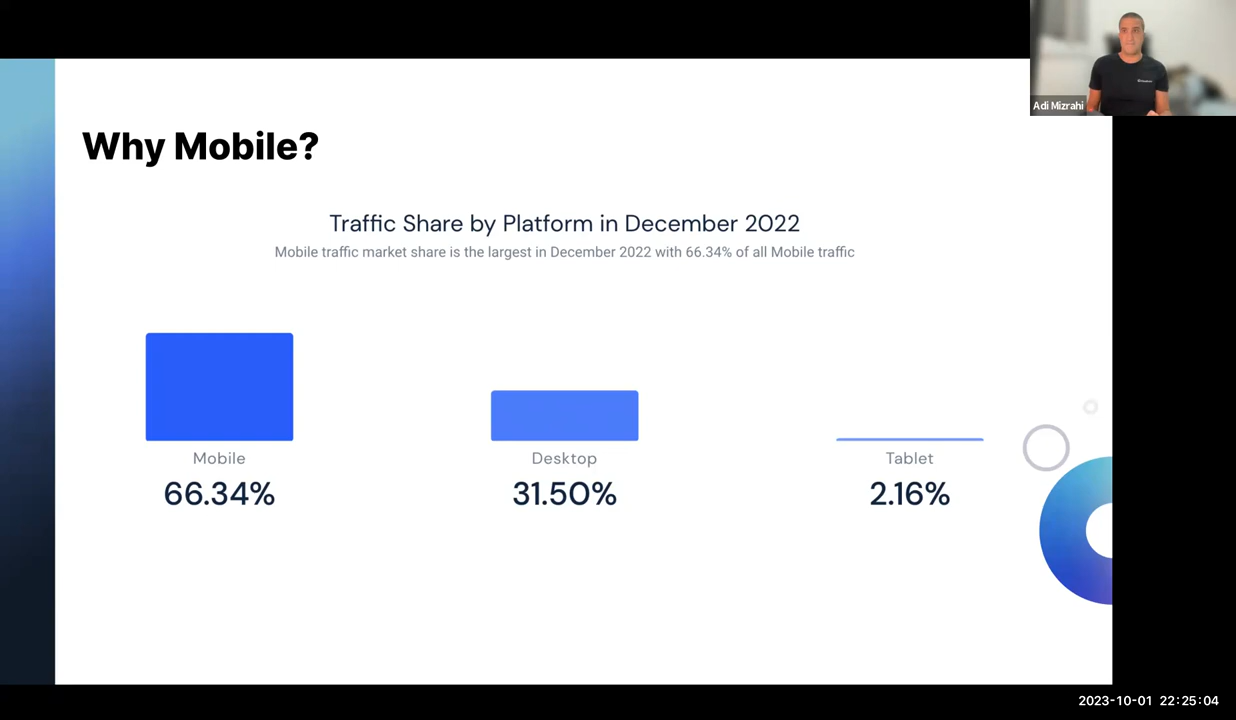 Adi Mizrahi
Why Mobile?
Traffic Share by Platform in December 2022
Mobile traffic market share is the largest in December 2022 with 66.34% of all Mobile traffic
Mobile
66.34%
Desktop
31.50%
Tablet
2.16%
2023-10-01 22:25:04